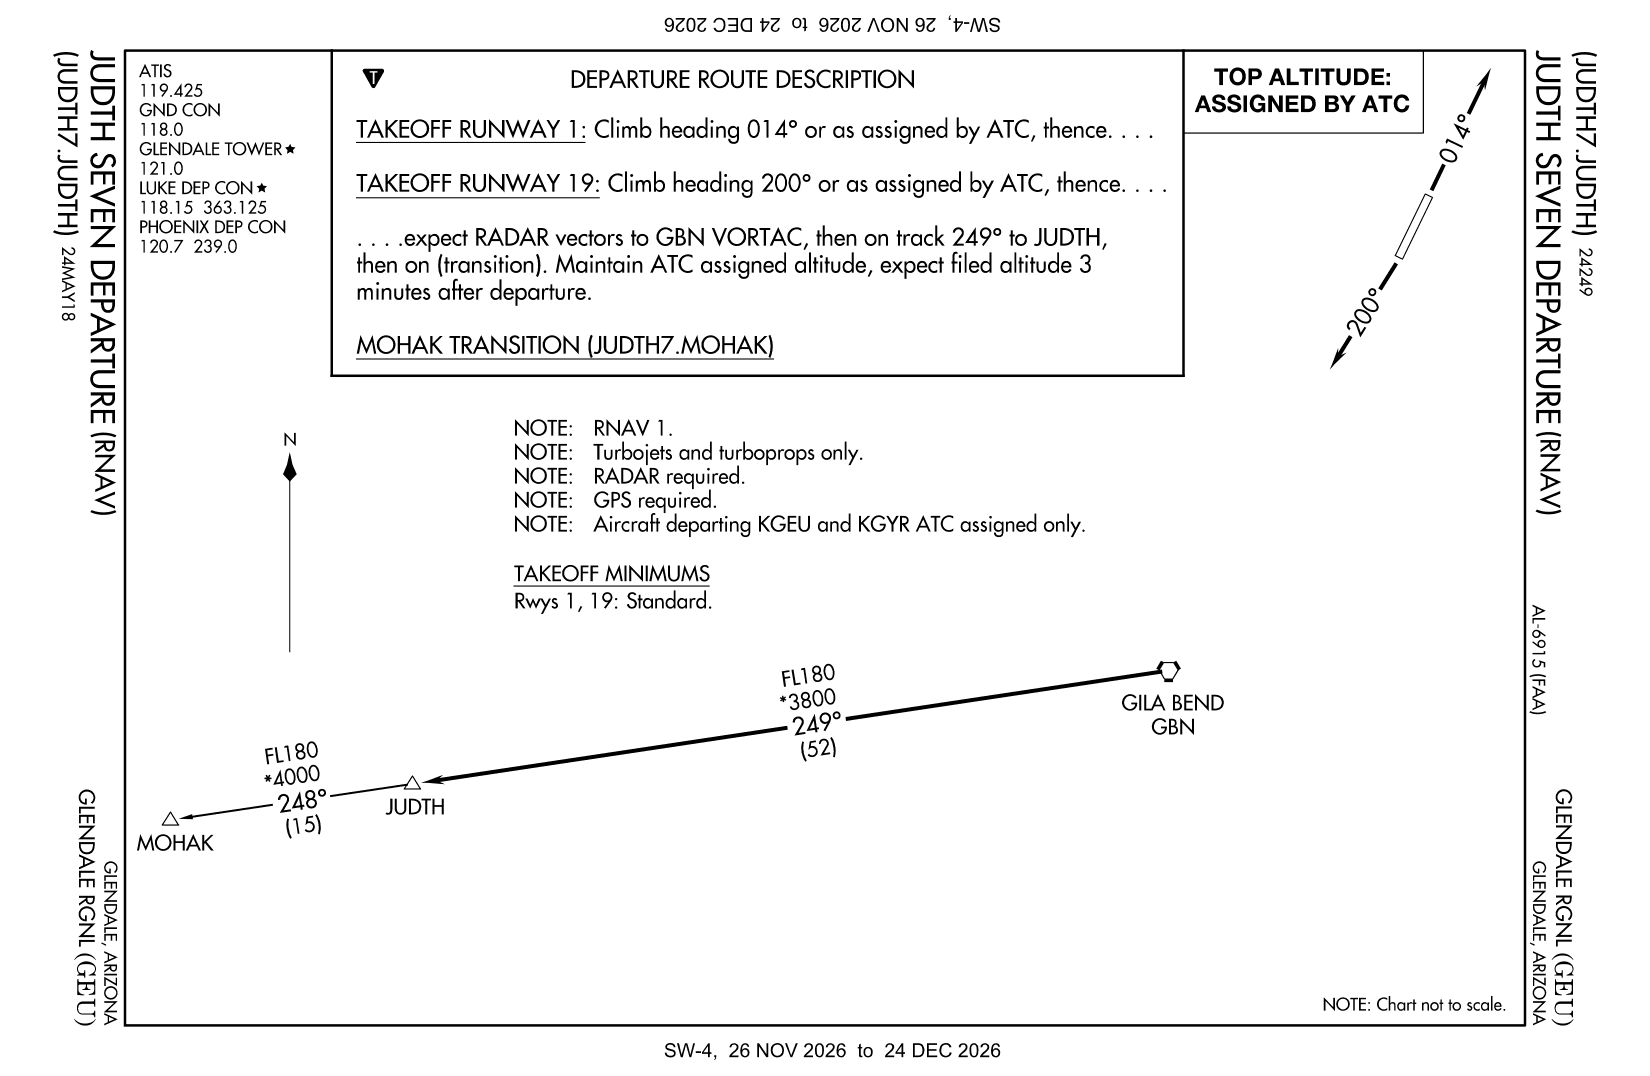 SW-4, 26 NOV 2026 to 24 DEC 2026
(JUDTH7.JUDTH) 24MAY18
JUDTH SEVEN DEPARTURE (RNAV)
GLENDALE RGNL (GEU)
GLENDALE, ARIZONA
ATIS
119.425
GND CON
118.0
GLENDALE TOWER★
121.0
LUKE DEP CON★
118.15 363.125
PHOENIX DEP CON
120.7 239.0
T
DEPARTURE ROUTE DESCRIPTION
TAKEOFF RUNWAY 1: Climb heading 014° or as assigned by ATC, thence. . . .
TAKEOFF RUNWAY 19: Climb heading 200° or as assigned by ATC, thence. . . .
. . . .expect RADAR vectors to GBN VORTAC, then on track 249° to JUDTH,
then on (transition). Maintain ATC assigned altitude, expect filed altitude 3
minutes after departure.
MOHAK TRANSITION (JUDTH7.MOHAK)
TOP ALTITUDE:
ASSIGNED BY ATC
014°
200°
N
NOTE: RNAV 1.
NOTE: Turbojets and turboprops only.
NOTE: RADAR required.
NOTE: GPS required.
NOTE: Aircraft departing KGEU and KGYR ATC assigned only.
TAKEOFF MINIMUMS
Rwys 1, 19: Standard.
FL180
*3800
249°
(52)
GILA BEND
GBN
FL180
*4000
248°
(15)
JUDTH
MOHAK
NOTE: Chart not to scale.
(JUDTH7.JUDTH) 24249
JUDTH SEVEN DEPARTURE (RNAV)
AL-6915 (FAA)
GLENDALE RGNL (GEU)
GLENDALE, ARIZONA
SW-4, 26 NOV 2026 to 24 DEC 2026